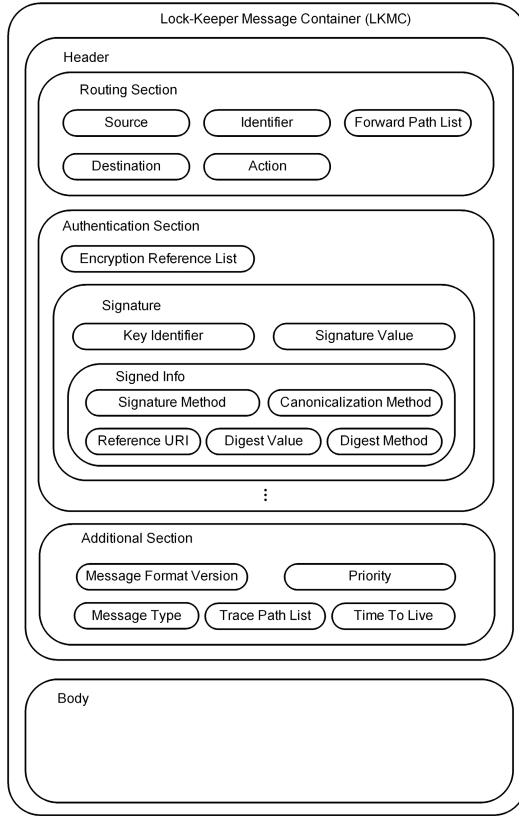 Lock-Keeper Message Container (LKMC)
Header
Routing Section
Source
Identifier
Forward Path List
Destination
Action
Authentication Section
Encryption Reference List
Signature
Key Identifier
Signature Value
Signed Info
Signature Method
Canonicalization Method
Reference URI
Digest Value
Digest Method
⋮
Additional Section
Message Format Version
Priority
Message Type
Trace Path List
Time To Live
Body